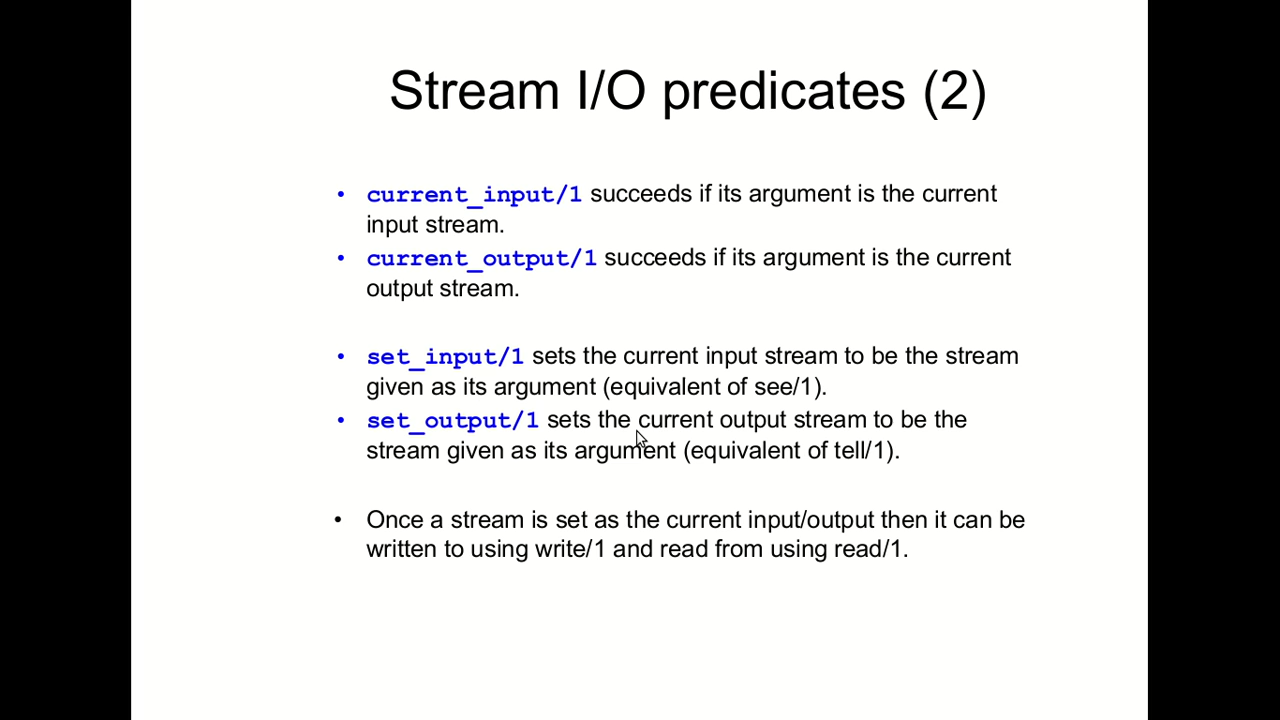 Stream I/O predicates (2)
• current_input/1 succeeds if its argument is the current
input stream.
• current_output/1 succeeds if its argument is the current
output stream.
• set_input/1 sets the current input stream to be the stream
given as its argument (equivalent of see/1).
• set_output/1 sets the current output stream to be the
stream given as its argument (equivalent of tell/1).
• Once a stream is set as the current input/output then it can be
written to using write/1 and read from using read/1.